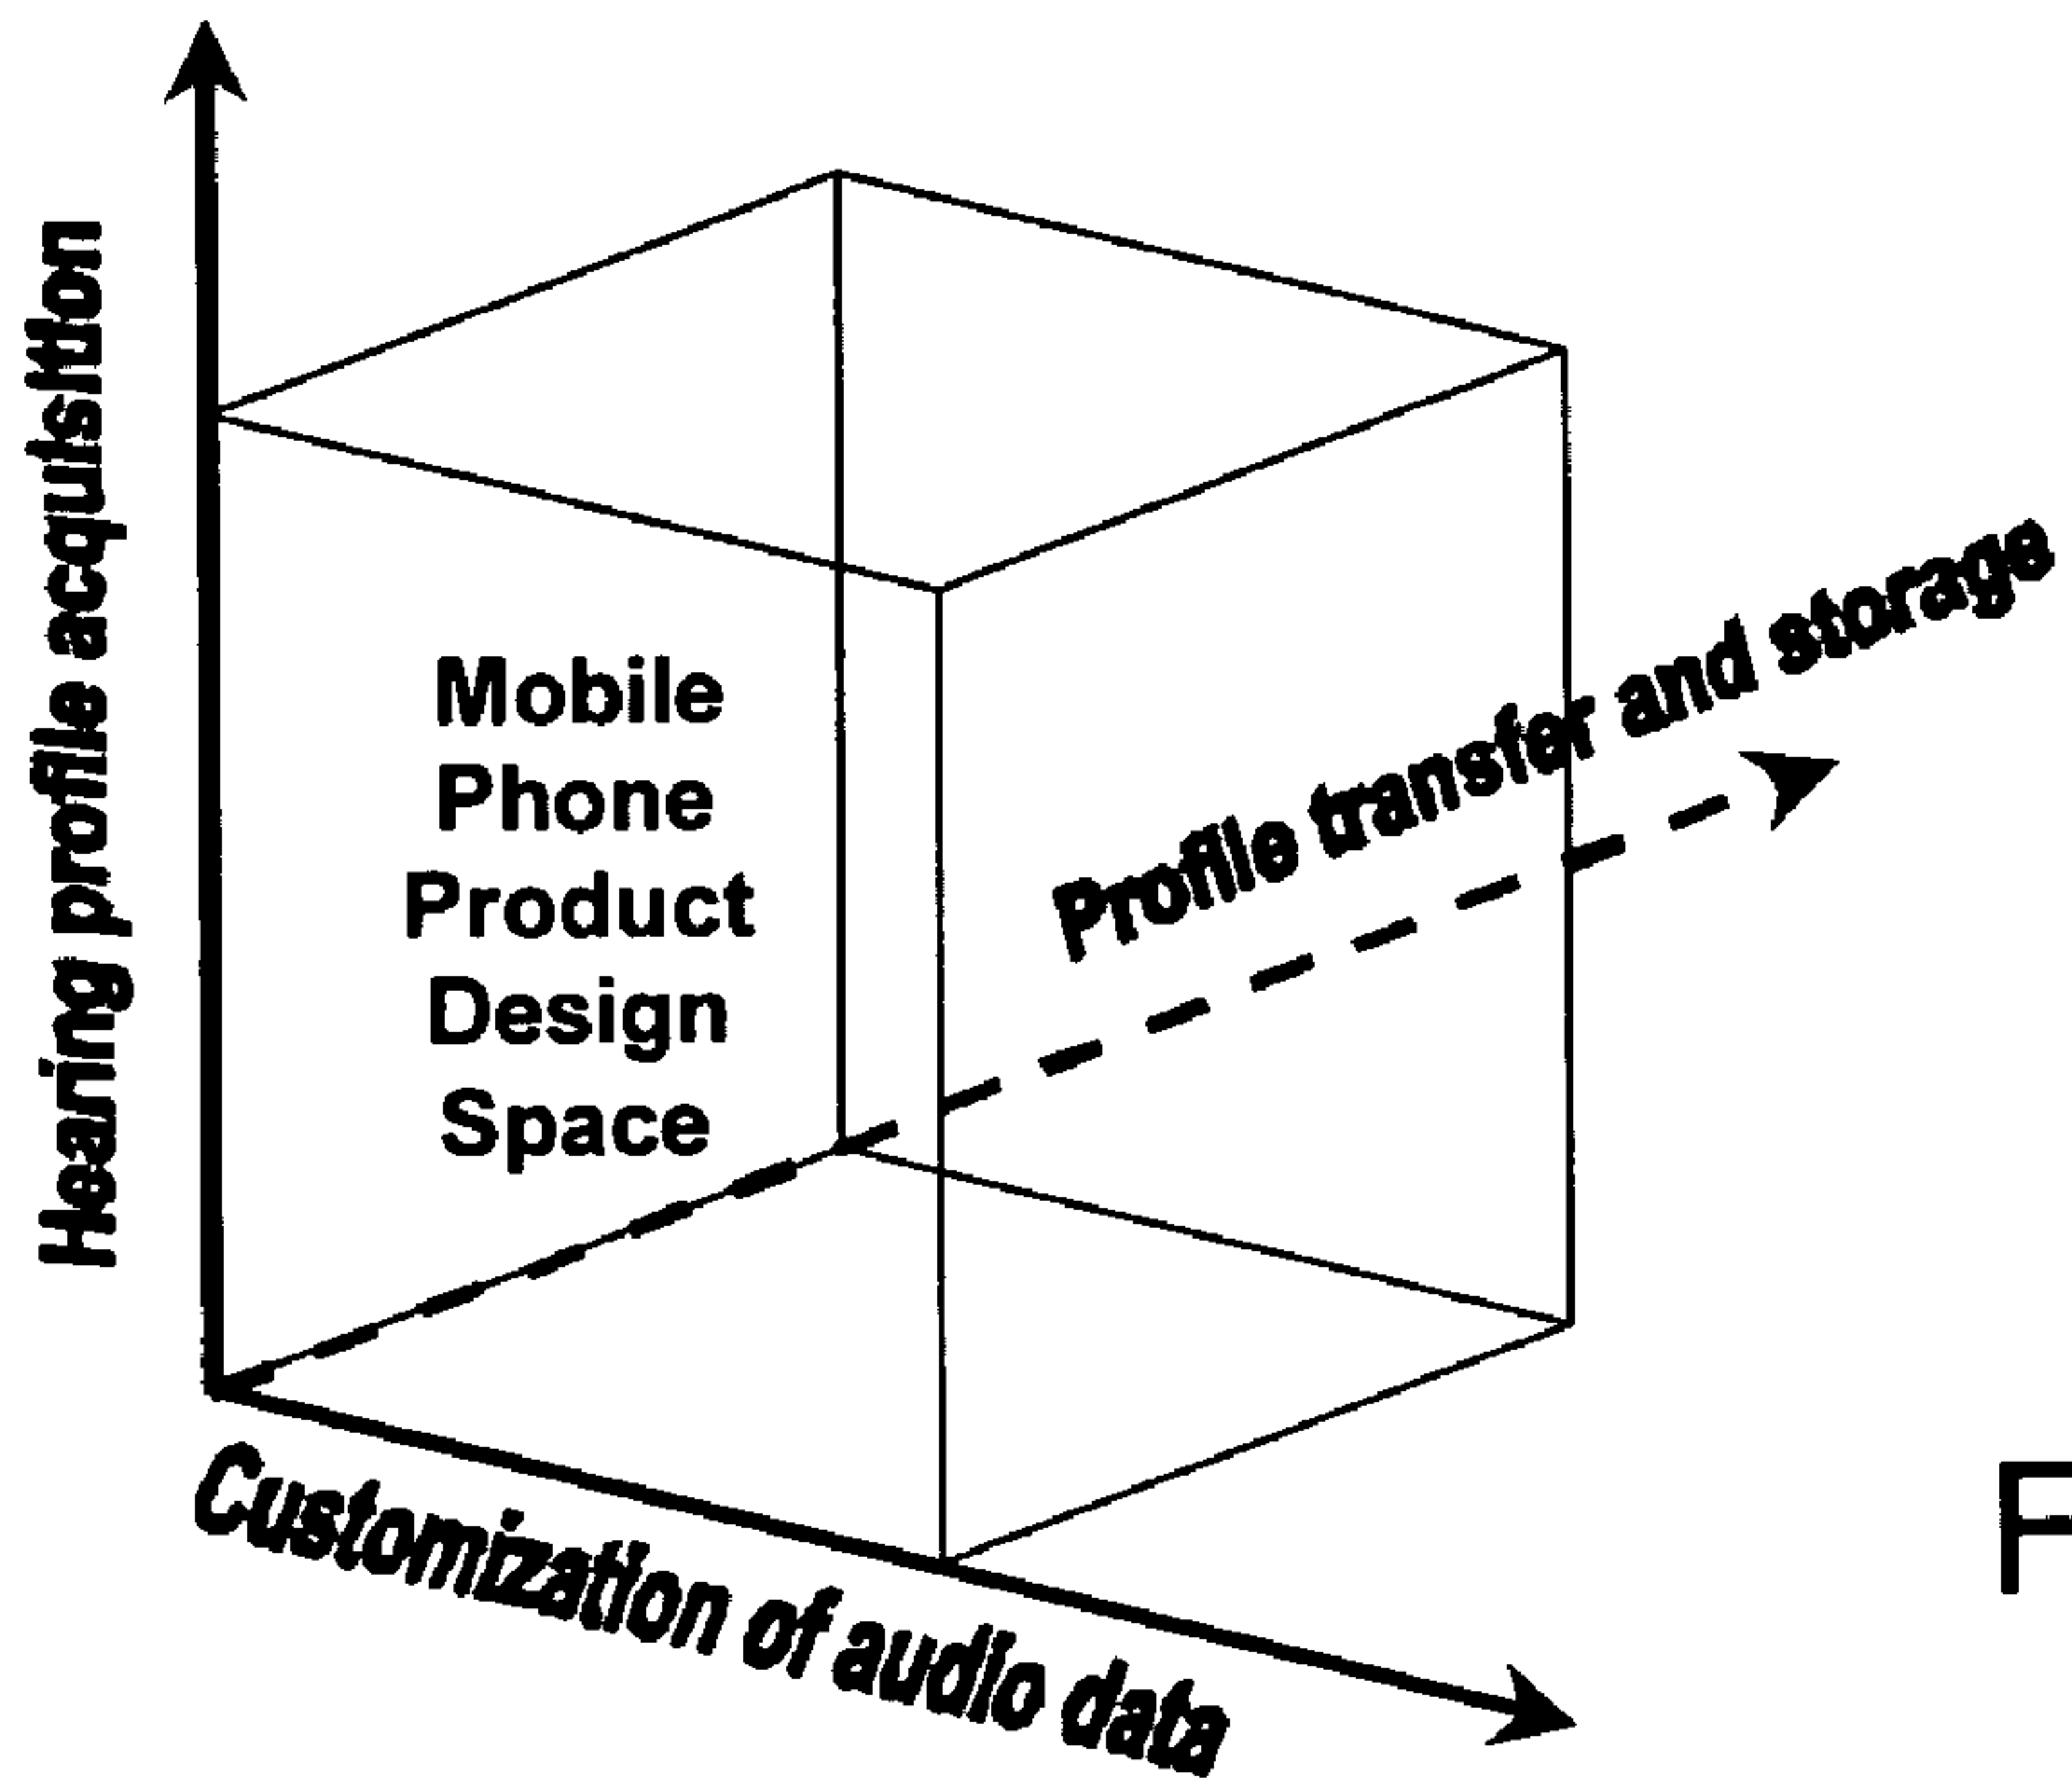 Hearing profile acquisition
Mobile
Phone
Product
Design
Space
Profile transfer and storage
Customization of audio data
F